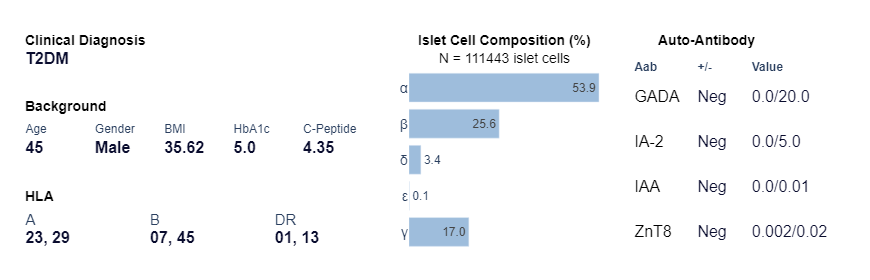 Clinical Diagnosis
T2DM
Background
Age Gender BMI HbA1c C-Peptide
45 Male 35.62 5.0 4.35
HLA
A B DR
23, 29 07, 45 01, 13
Islet Cell Composition (%)
N = 111443 islet cells
α 53.9
β 25.6
δ 3.4
ε 0.1
γ 17.0
Auto-Antibody
Aab +/- Value
GADA Neg 0.0/20.0
IA-2 Neg 0.0/5.0
IAA Neg 0.0/0.01
ZnT8 Neg 0.002/0.02